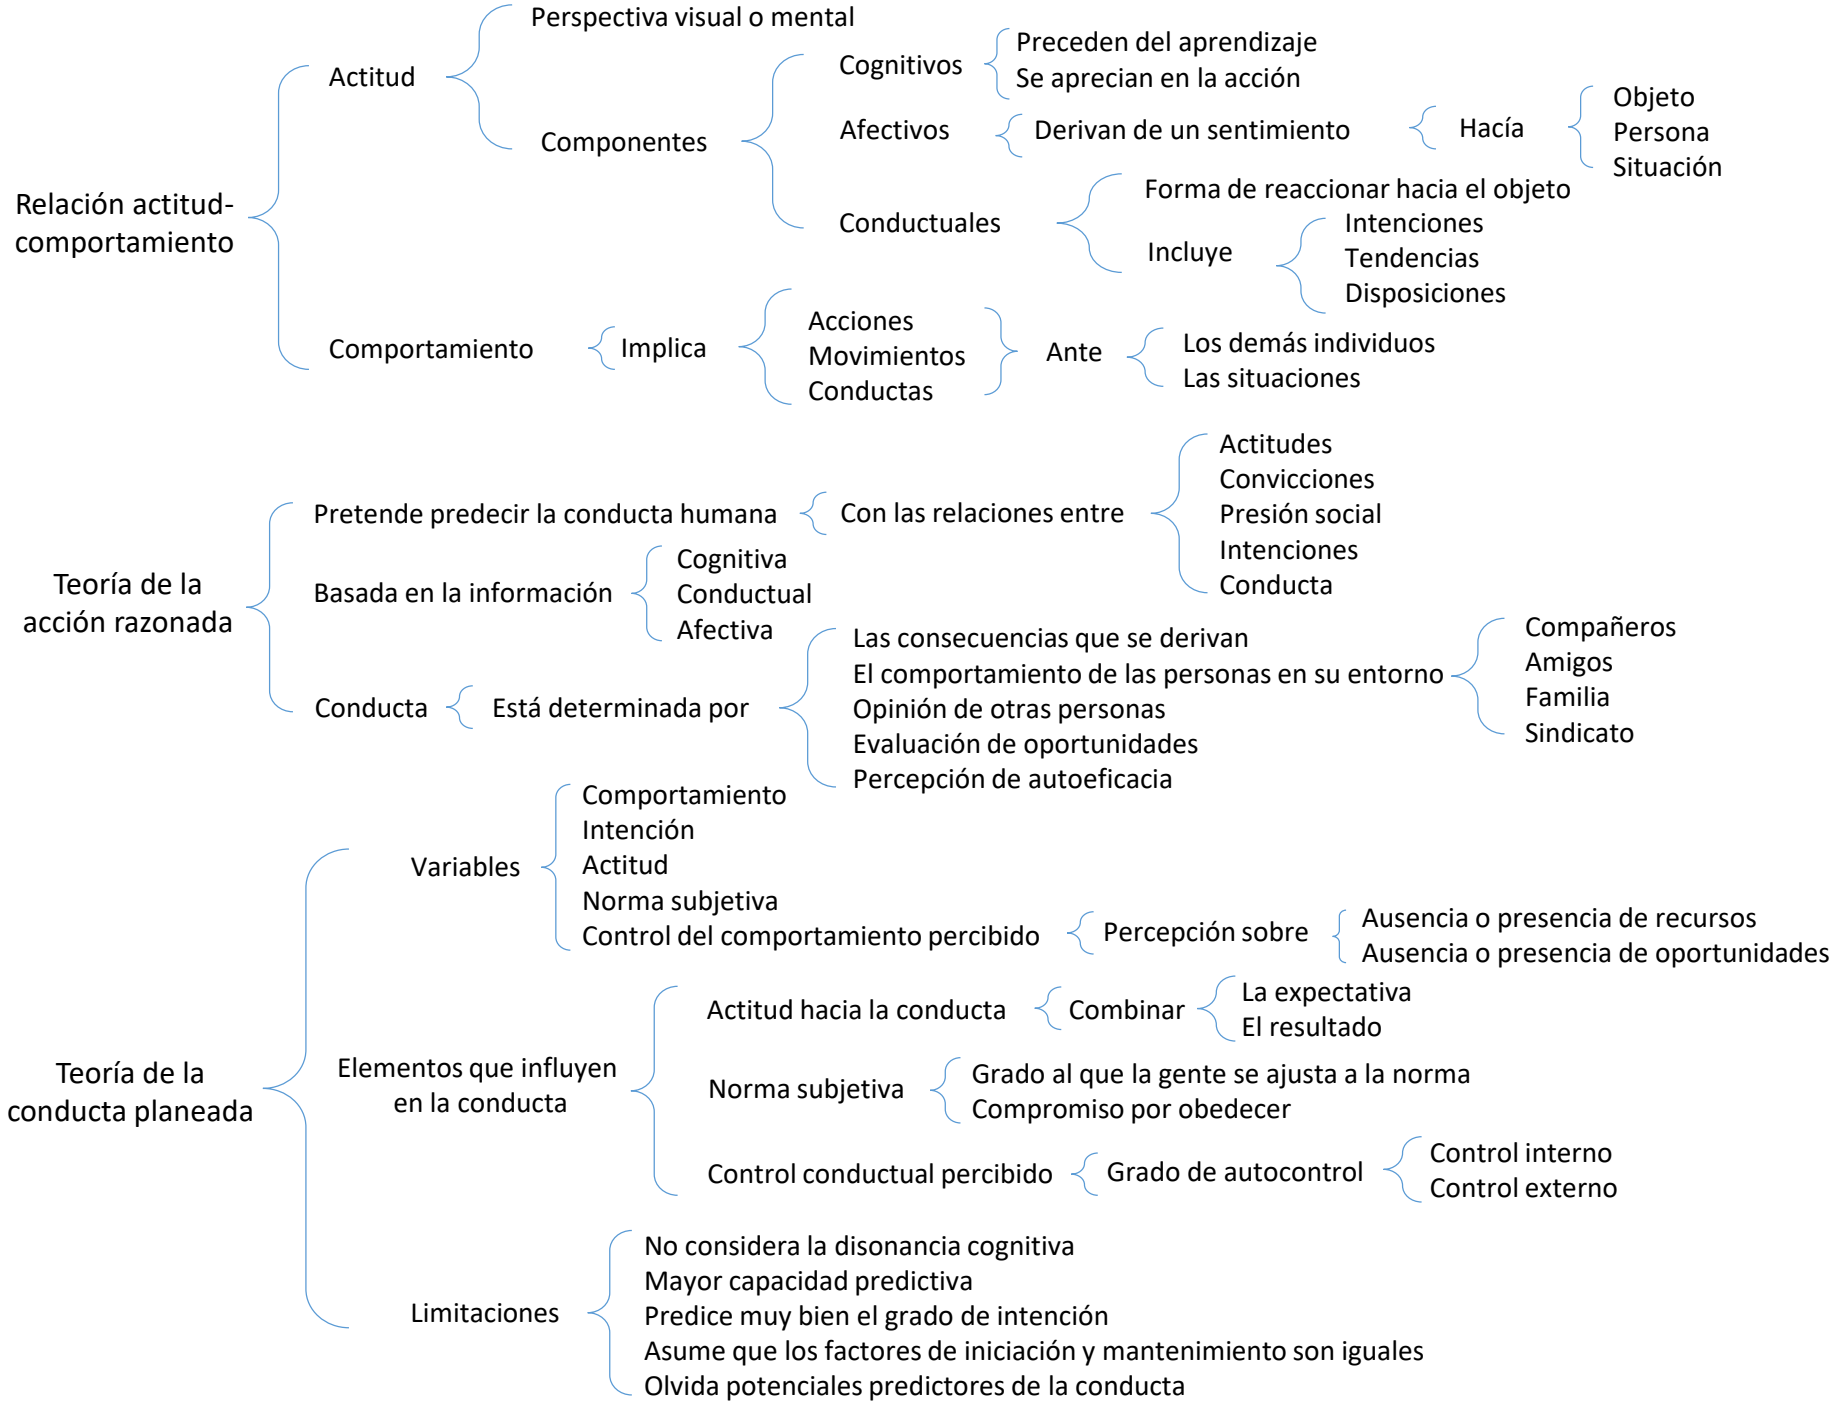 Relación actitud-
comportamiento
Actitud
Perspectiva visual o mental
Componentes
Cognitivos
Preceden del aprendizaje
Se aprecian en la acción
Afectivos
Derivan de un sentimiento
Hacía
Objeto
Persona
Situación
Conductuales
Forma de reaccionar hacia el objeto
Incluye
Intenciones
Tendencias
Disposiciones
Comportamiento
Implica
Acciones
Movimientos
Conductas
Ante
Los demás individuos
Las situaciones
Teoría de la
acción razonada
Pretende predecir la conducta humana
Con las relaciones entre
Actitudes
Convicciones
Presión social
Intenciones
Conducta
Basada en la información
Cognitiva
Conductual
Afectiva
Conducta
Está determinada por
Las consecuencias que se derivan
El comportamiento de las personas en su entorno
Compañeros
Amigos
Familia
Sindicato
Opinión de otras personas
Evaluación de oportunidades
Percepción de autoeficacia
Teoría de la
conducta planeada
Variables
Comportamiento
Intención
Actitud
Norma subjetiva
Control del comportamiento percibido
Percepción sobre
Ausencia o presencia de recursos
Ausencia o presencia de oportunidades
Elementos que influyen
en la conducta
Actitud hacia la conducta
Combinar
La expectativa
El resultado
Norma subjetiva
Grado al que la gente se ajusta a la norma
Compromiso por obedecer
Control conductual percibido
Grado de autocontrol
Control interno
Control externo
Limitaciones
No considera la disonancia cognitiva
Mayor capacidad predictiva
Predice muy bien el grado de intención
Asume que los factores de iniciación y mantenimiento son iguales
Olvida potenciales predictores de la conducta